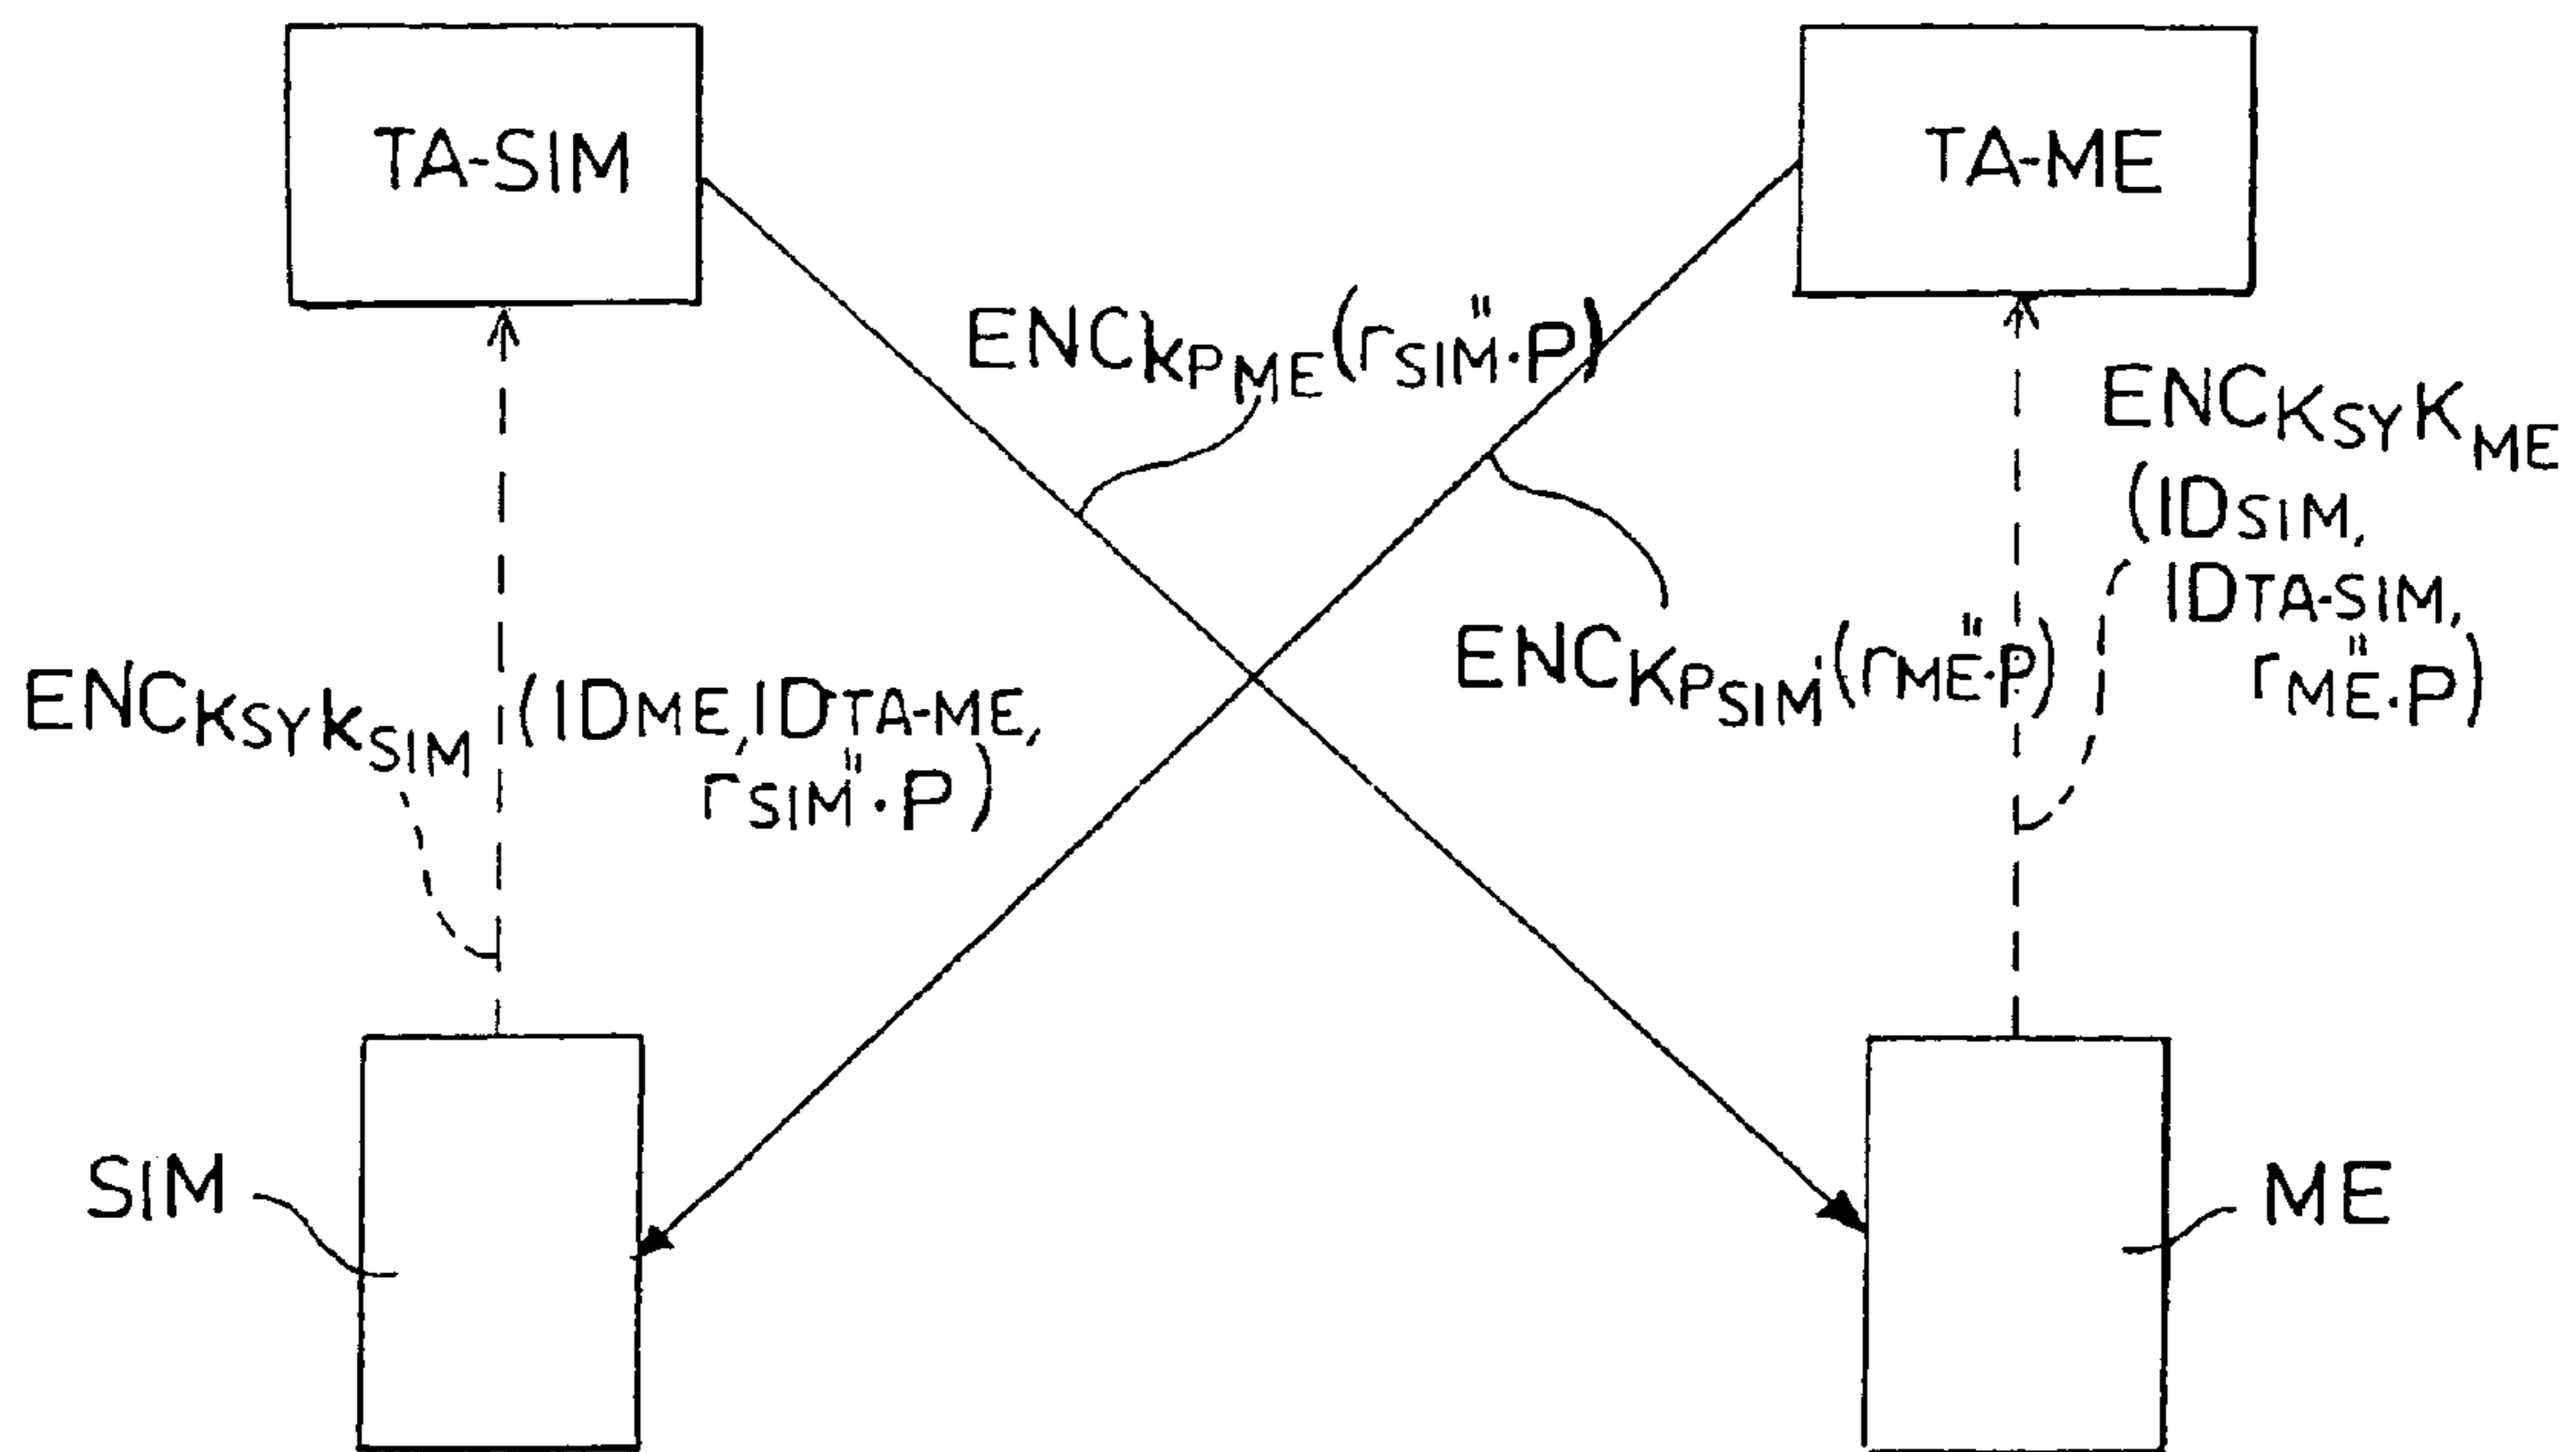 TA-SIM
TA-ME
ENCKPME(rSIM"·P)
ENCKSYKME
(IDSIM,
IDTA-SIM,
rME"·P)
ENCKPSIM(rME"·P)
ENCKSYKSIM (IDME, IDTA-ME,
rSIM"·P)
SIM
ME